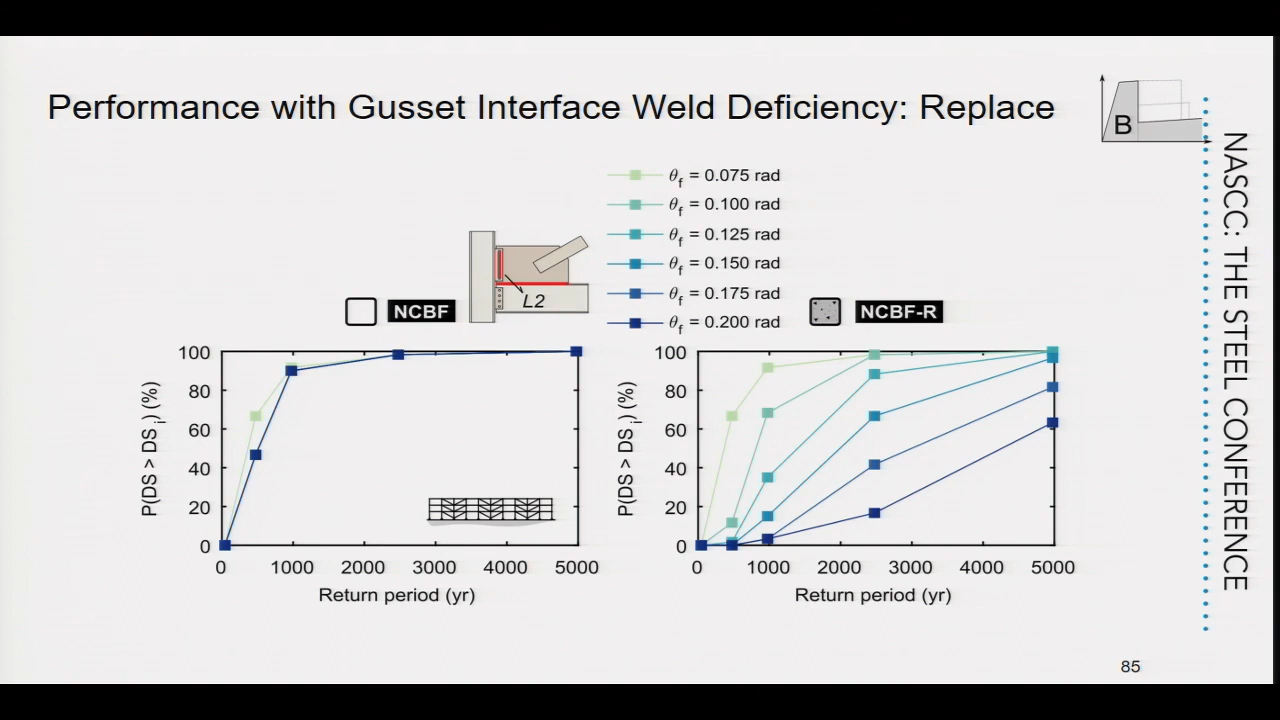 Performance with Gusset Interface Weld Deficiency: Replace
B
NASCC: THE STEEL CONFERENCE
θf = 0.075 rad
θf = 0.100 rad
θf = 0.125 rad
θf = 0.150 rad
θf = 0.175 rad
θf = 0.200 rad
L2
NCBF
NCBF-R
P(DS > DS i) (%)
100
80
60
40
20
0
0 1000 2000 3000 4000 5000
Return period (yr)
P(DS > DS i) (%)
100
80
60
40
20
0
0 1000 2000 3000 4000 5000
Return period (yr)
85